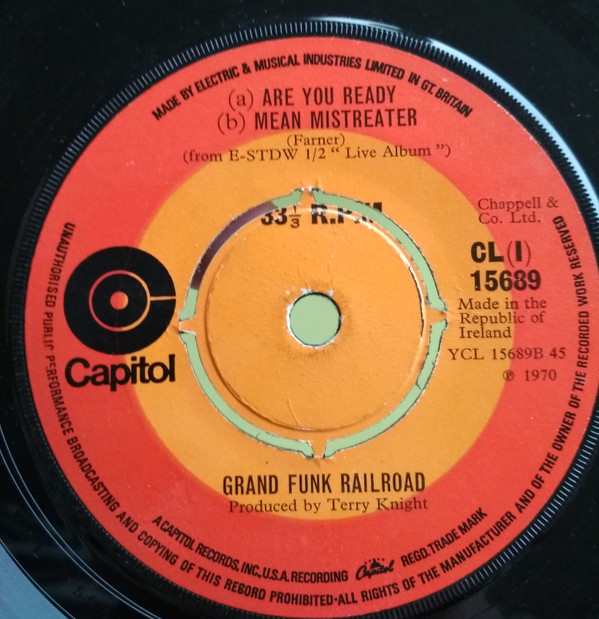 MADE BY ELECTRIC & MUSICAL INDUSTRIES LIMITED IN GT. BRITAIN
(a) ARE YOU READY
(b) MEAN MISTREATER
(Farner)
(from E-STDW 1/2 “ Live Album ”)
33⅓ R.P.M
Chappell &
Co. Ltd.
CL(I)
15689
Made in the
Republic of
Ireland
YCL 15689B 45
℗ 1970
Capitol
GRAND FUNK RAILROAD
Produced by Terry Knight
A CAPITOL RECORDS, INC., U.S.A. RECORDING Capitol REGD. TRADE MARK
UNAUTHORISED PUBLIC PERFORMANCE BROADCASTING AND COPYING OF THIS RECORD PROHIBITED·ALL RIGHTS OF THE MANUFACTURER AND OF THE OWNER OF THE RECORDED WORK RESERVED